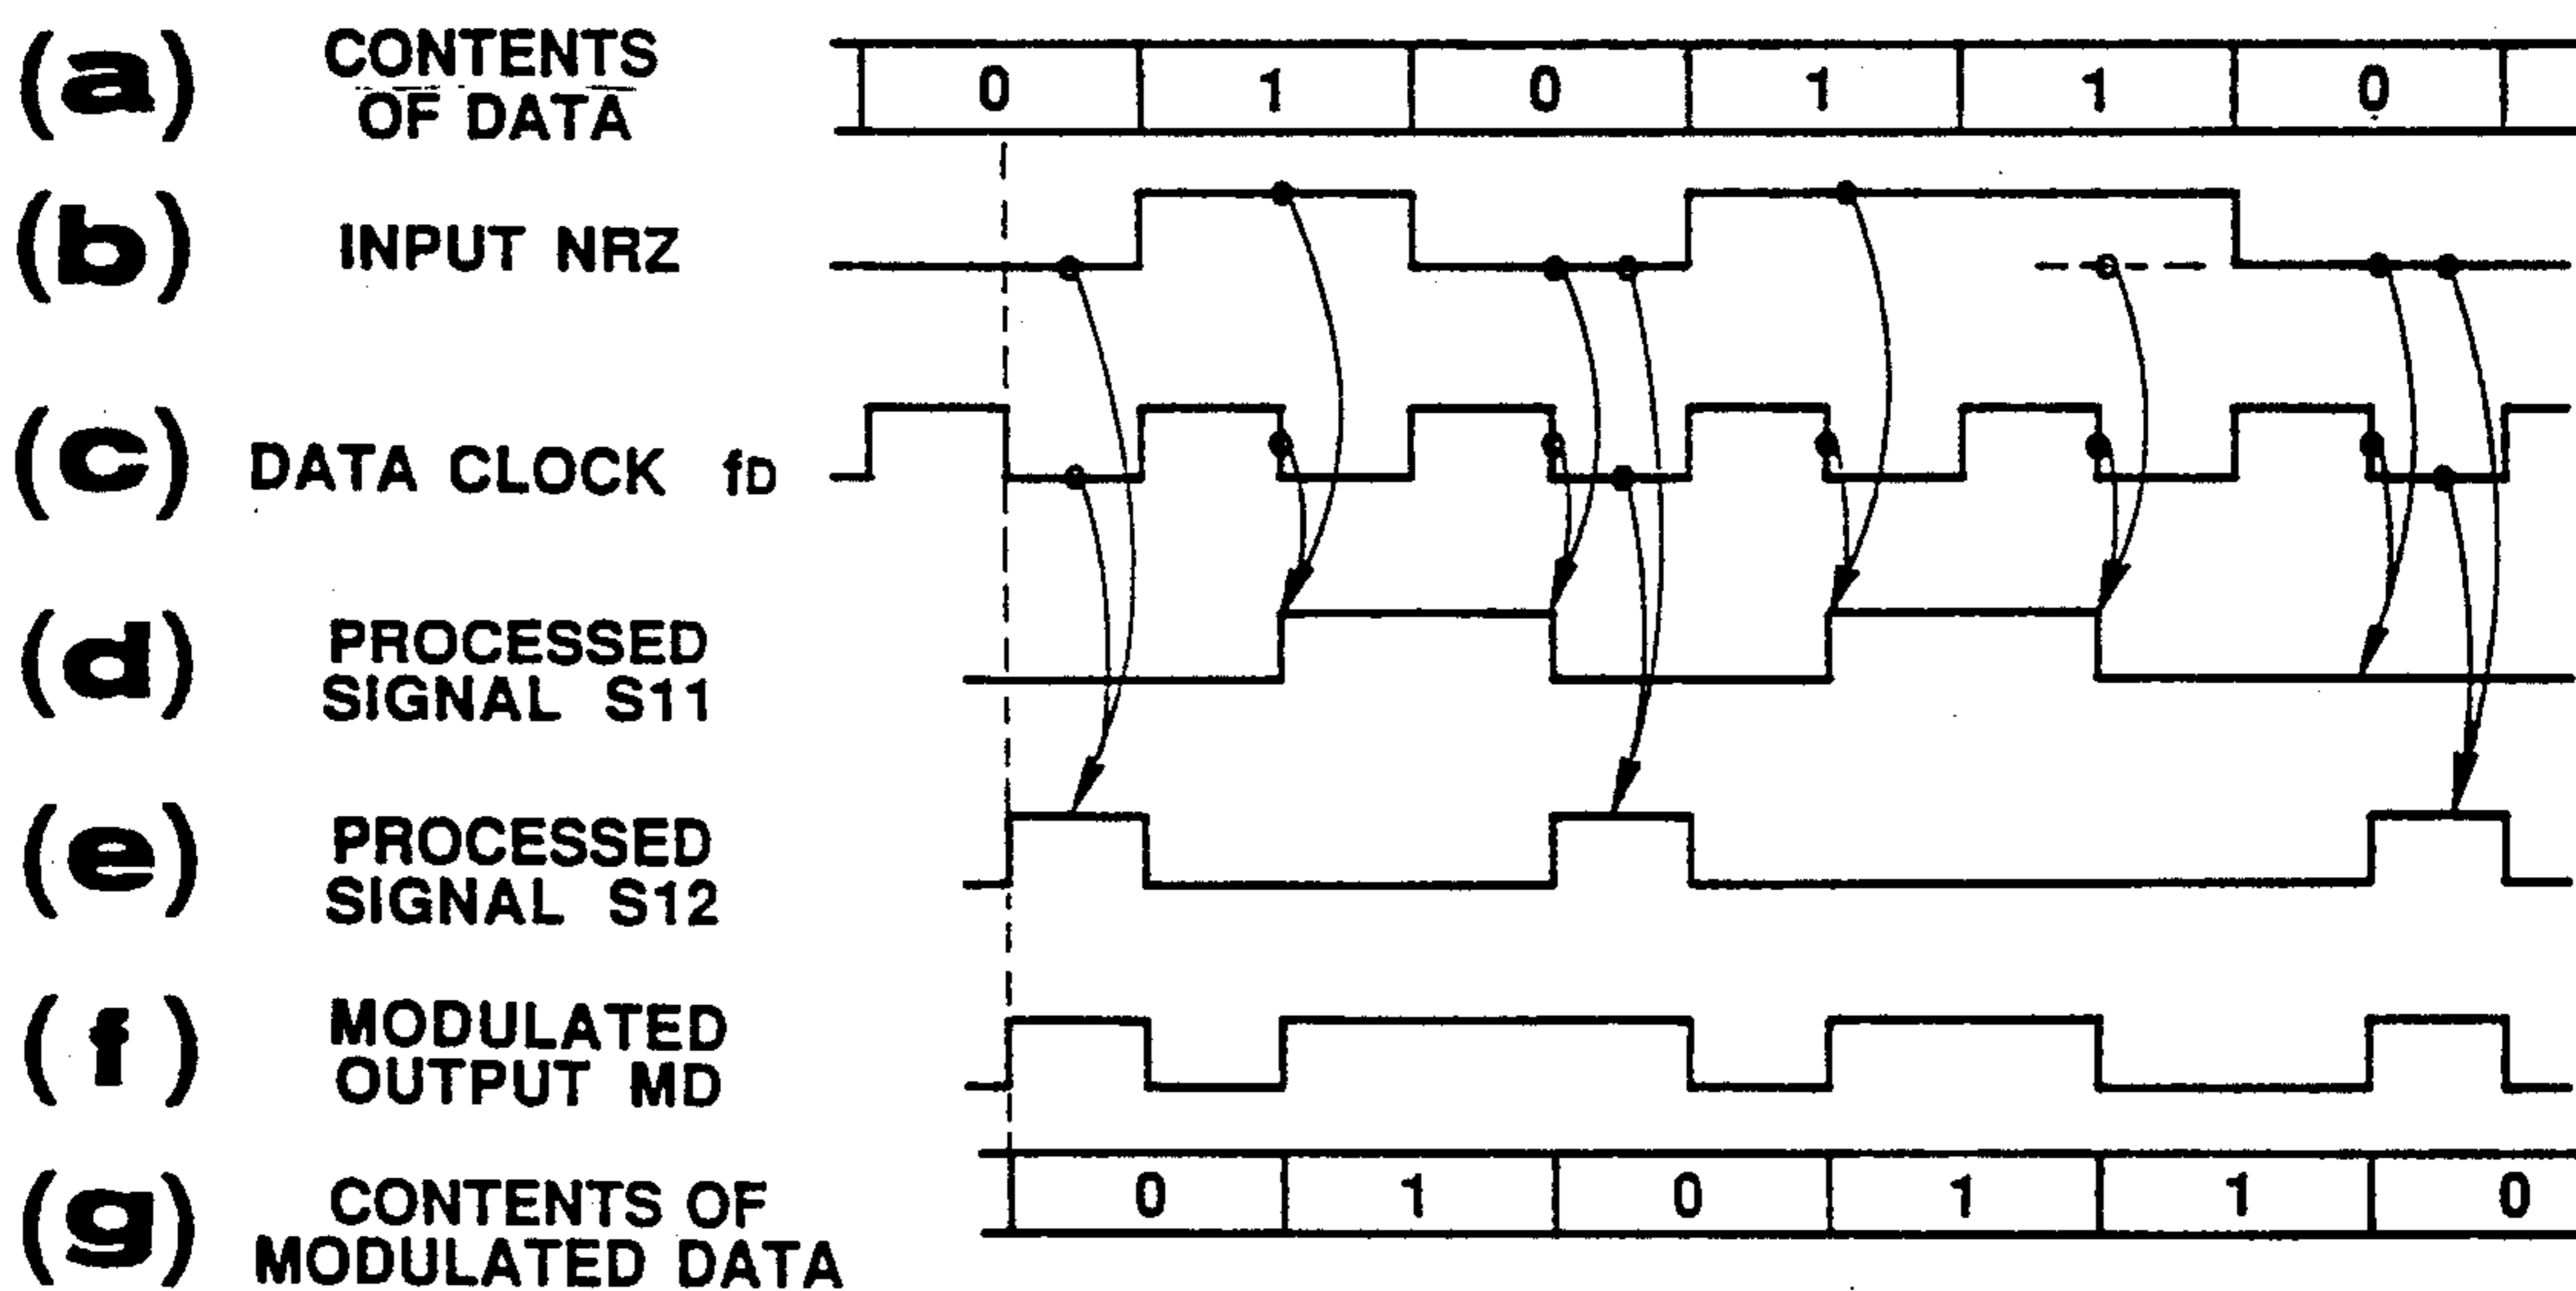 (a) CONTENTS OF DATA
0 1 0 1 1 0
(b) INPUT NRZ
(c) DATA CLOCK fD
(d) PROCESSED SIGNAL S11
(e) PROCESSED SIGNAL S12
(f) MODULATED OUTPUT MD
(g) CONTENTS OF MODULATED DATA
0 1 0 1 1 0